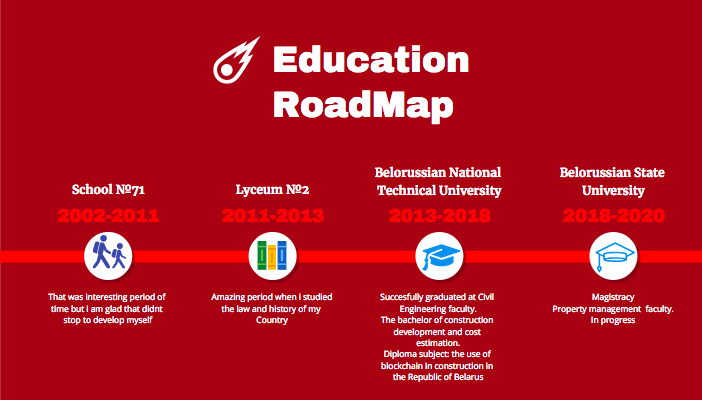 Education
RoadMap
School №71
2002-2011
That was interesting period of
time but I am glad that didnt
stop to develop myself
Lyceum №2
2011-2013
Amazing period when I studied
the law and history of my
Country
Belorussian National
Technical University
2013-2018
Succesfully graduated at Civil
Engineering faculty.
The bachelor of construction
development and cost
estimation.
Diploma subject: the use of
blockchain in construction in
the Republic of Belarus
Belorussian State
University
2018-2020
Magistracy
Property management faculty.
In progress